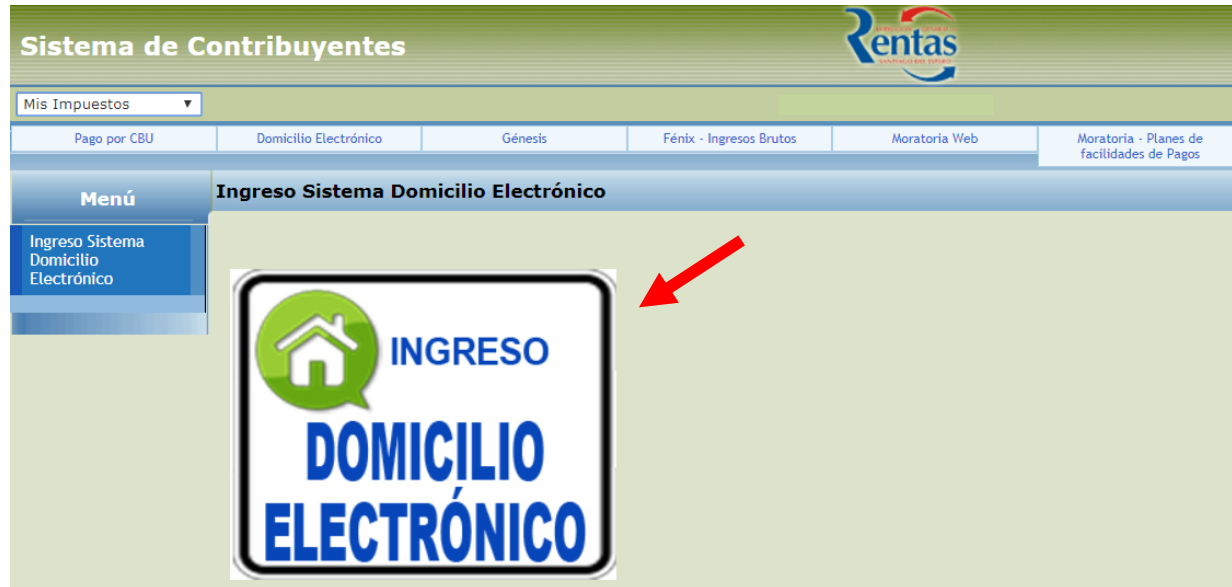 Sistema de Contribuyentes
Rentas
Mis Impuestos
Pago por CBU
Domicilio Electrónico
Génesis
Fénix - Ingresos Brutos
Moratoria Web
Moratoria - Planes de
facilidades de Pagos
Menú
Ingreso Sistema Domicilio Electrónico
Ingreso Sistema
Domicilio
Electrónico
INGRESO
DOMICILIO
ELECTRÓNICO